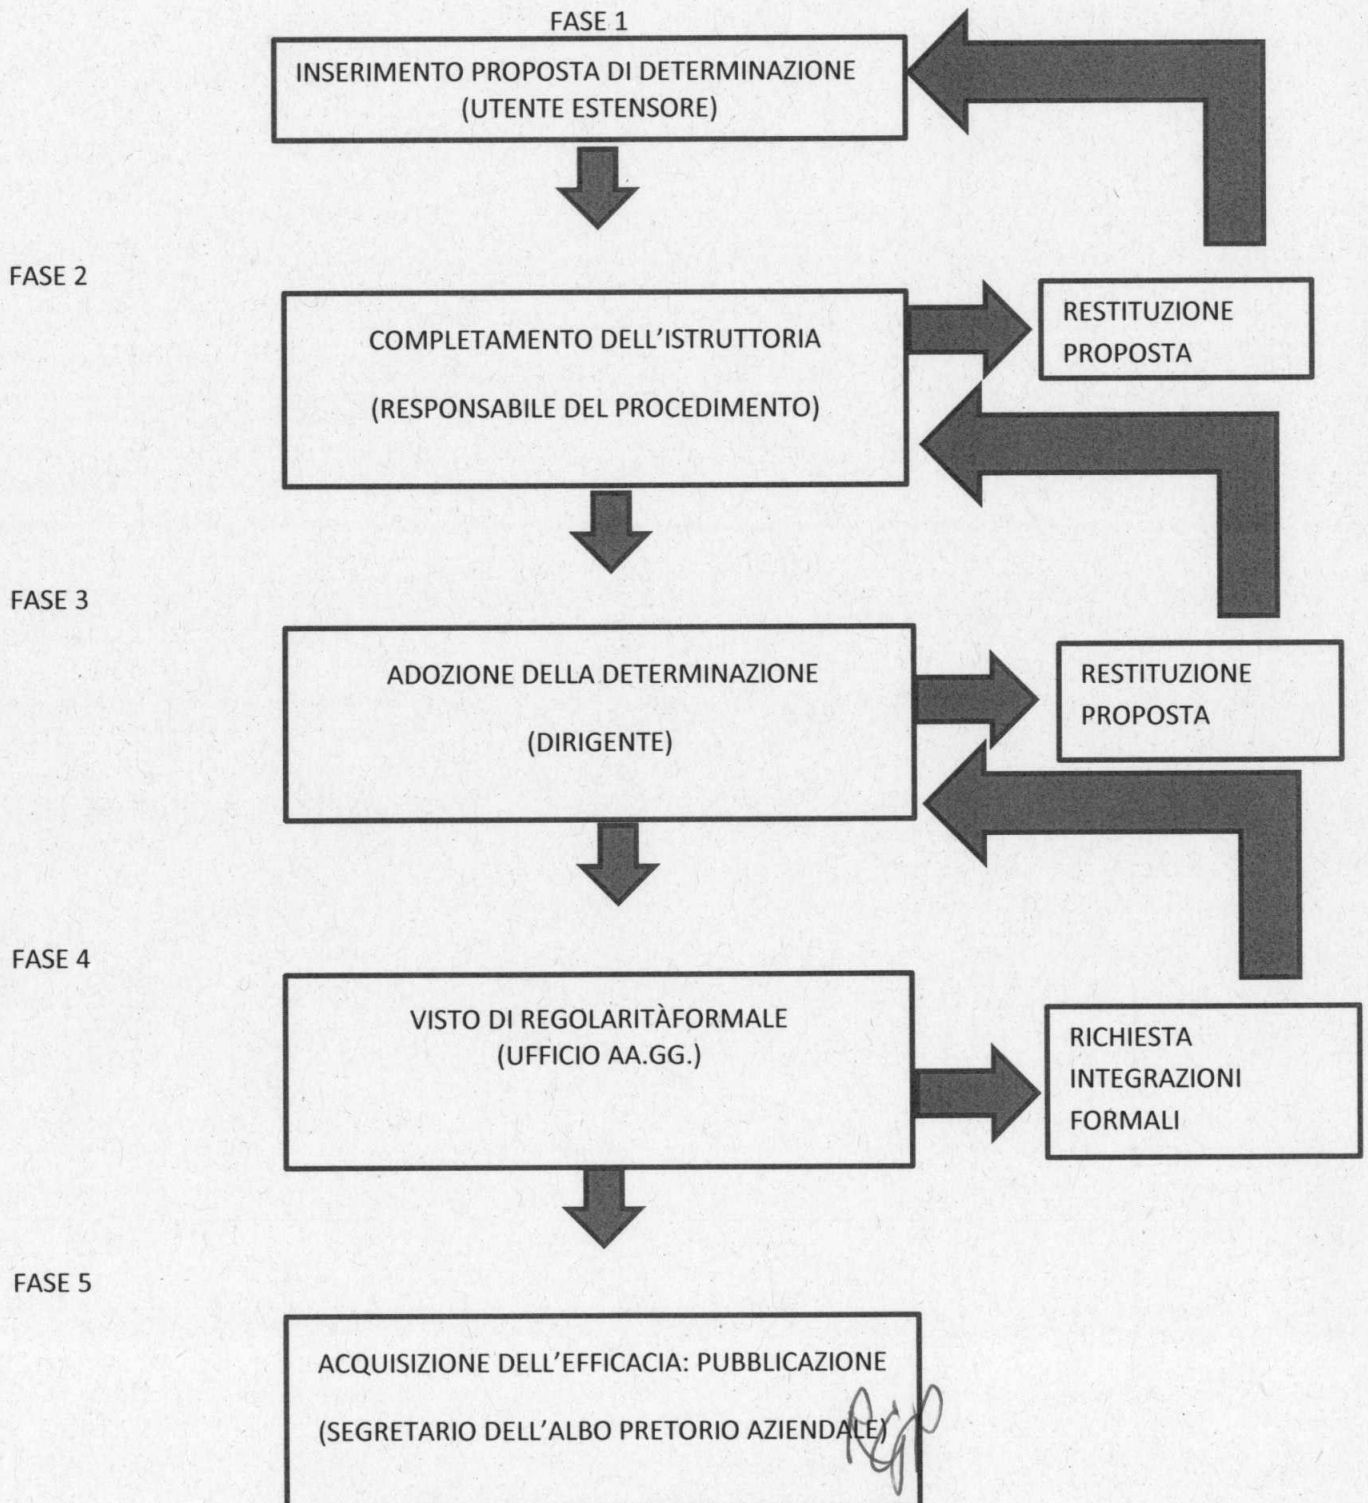 FASE 1
INSERIMENTO PROPOSTA DI DETERMINAZIONE
(UTENTE ESTENSORE)
FASE 2
COMPLETAMENTO DELL’ISTRUTTORIA
(RESPONSABILE DEL PROCEDIMENTO)
RESTITUZIONE
PROPOSTA
FASE 3
ADOZIONE DELLA DETERMINAZIONE
(DIRIGENTE)
RESTITUZIONE
PROPOSTA
FASE 4
VISTO DI REGOLARITÀFORMALE
(UFFICIO AA.GG.)
RICHIESTA
INTEGRAZIONI
FORMALI
FASE 5
ACQUISIZIONE DELL’EFFICACIA: PUBBLICAZIONE
(SEGRETARIO DELL’ALBO PRETORIO AZIENDALE)